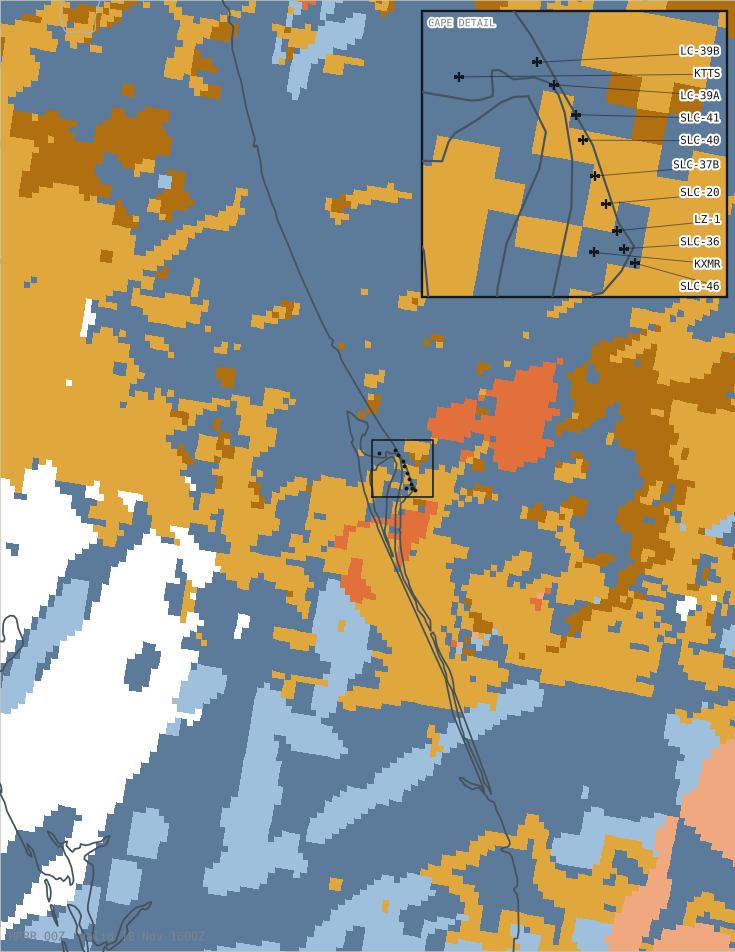 CAPE DETAIL
LC-39B
KTTS
LC-39A
SLC-41
SLC-40
SLC-37B
SLC-20
LZ-1
SLC-36
KXMR
SLC-46